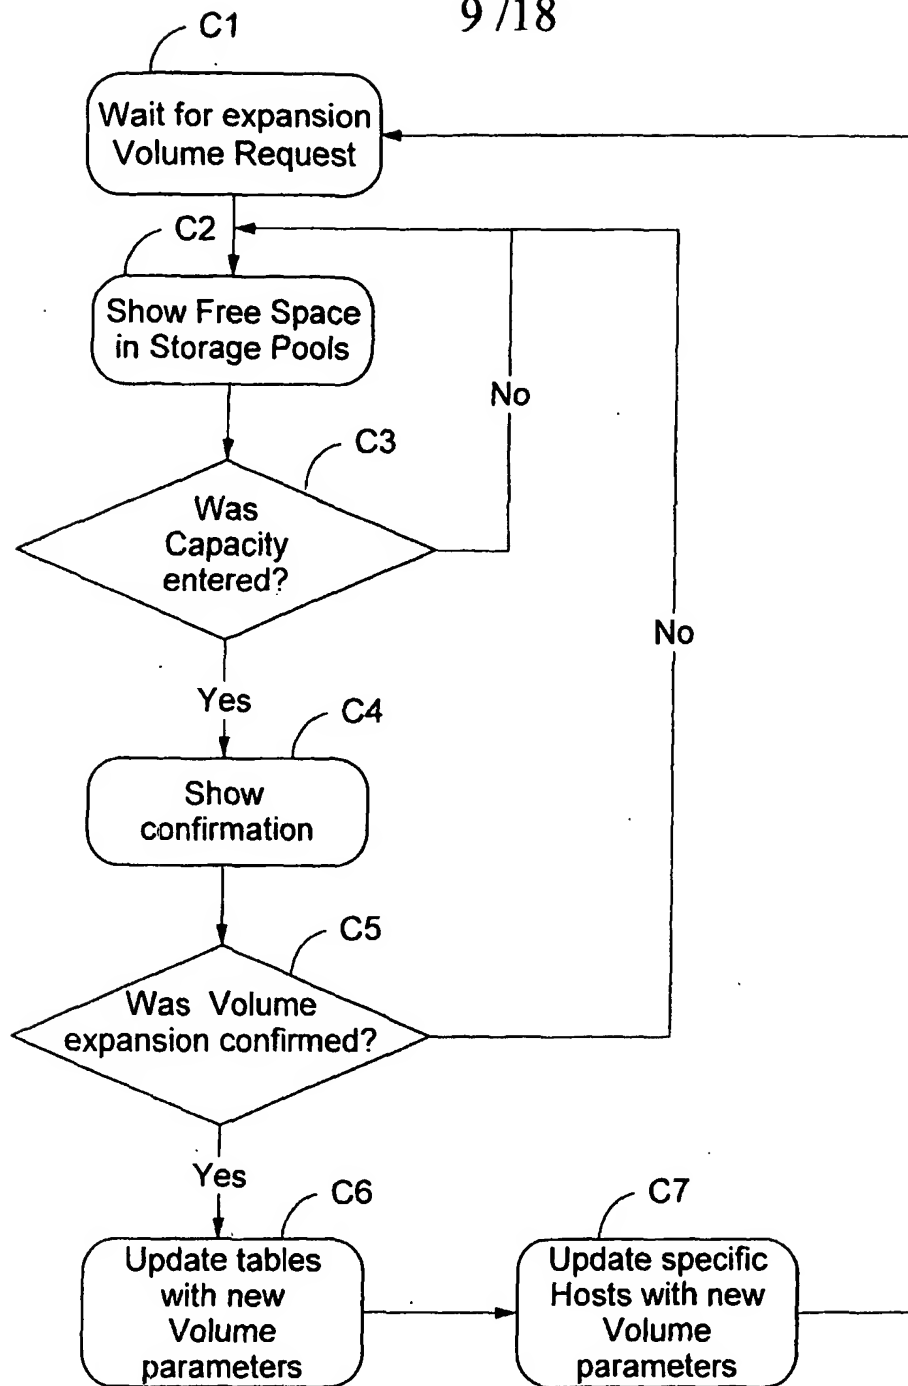 9/18
C1
Wait for expansion
Volume Request
C2
Show Free Space
in Storage Pools
No
C3
Was
Capacity
entered?
No
Yes
C4
Show
confirmation
C5
Was Volume
expansion confirmed?
Yes
C6
Update tables
with new
Volume
parameters
C7
Update specific
Hosts with new
Volume
parameters